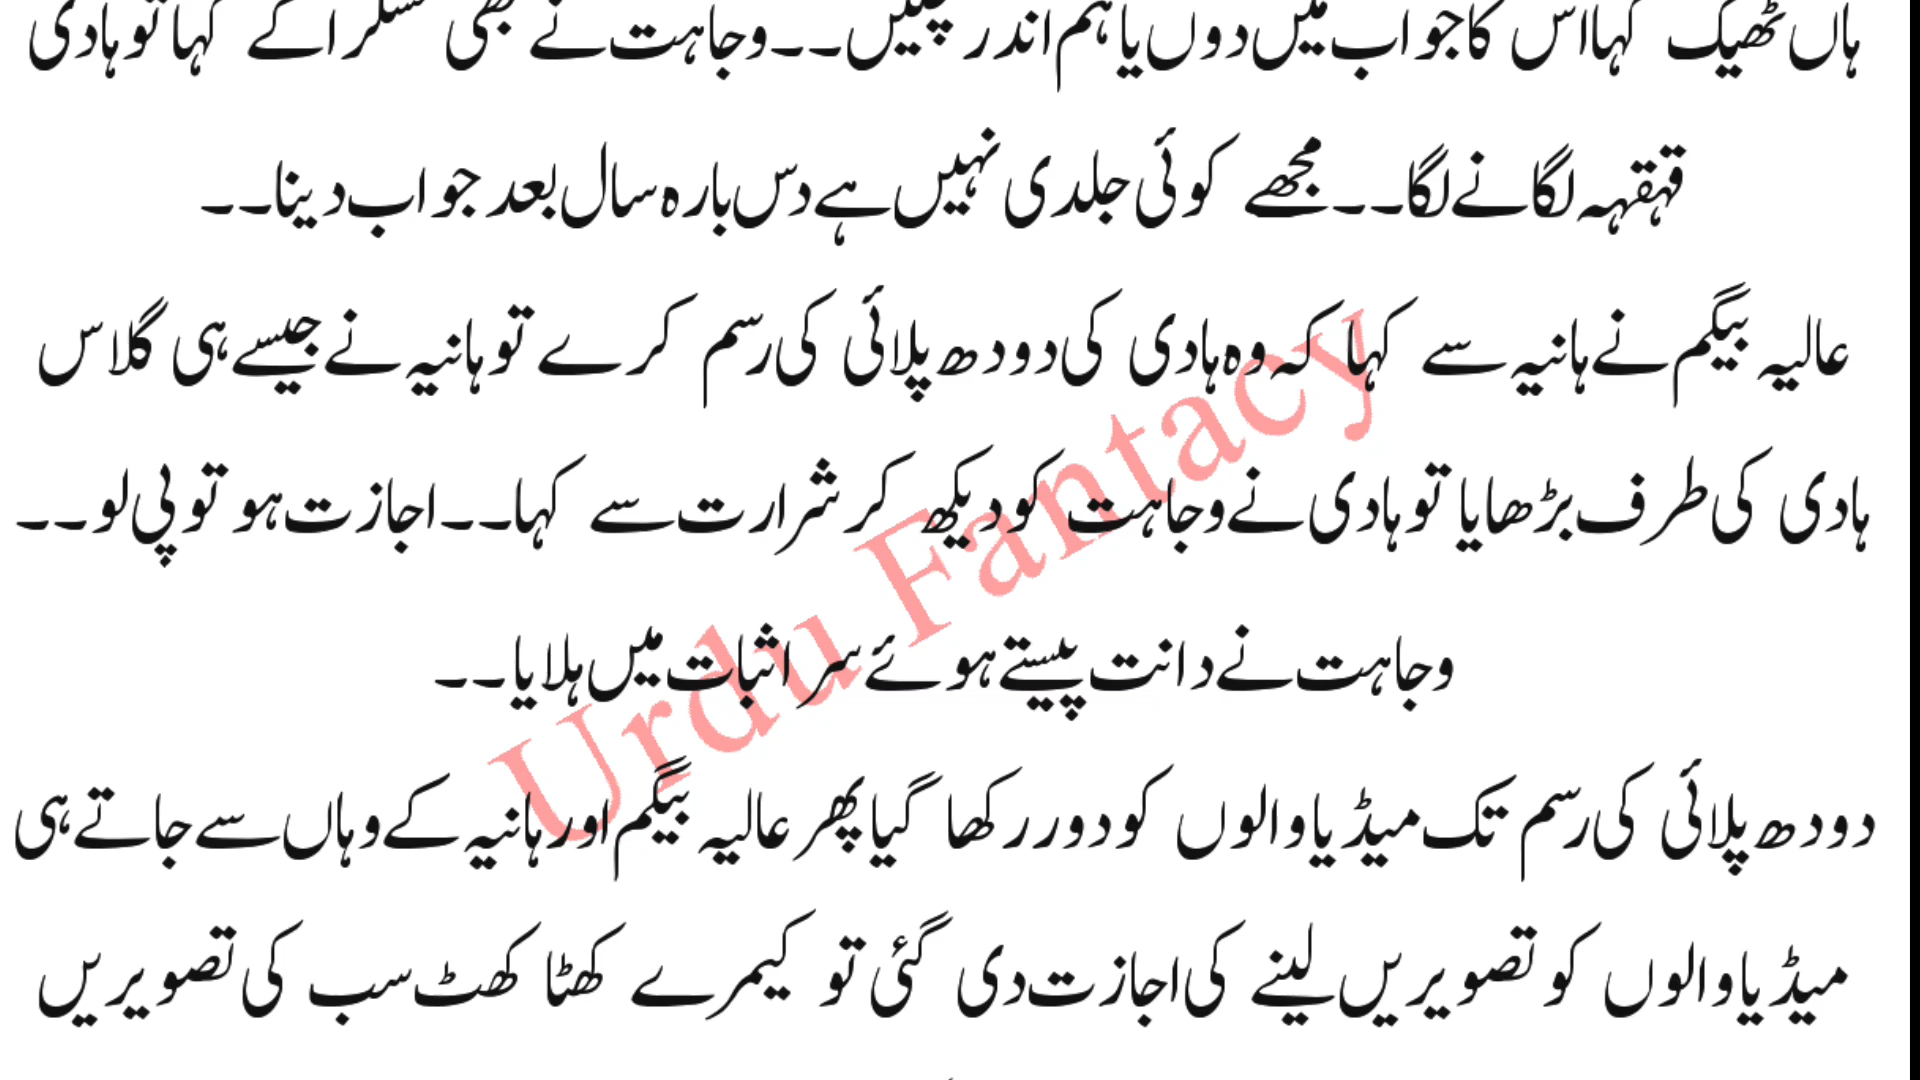 ہاں ٹھیک کہا اس کا جواب میں دوں یا ہم اندر چلیں۔۔وجاہت نے بھی مسکرا کے کہا تو ہادی
قہقہہ لگانے لگا۔۔مجھے کوئی جلدی نہیں ہے دس بارہ سال بعد جواب دینا۔۔
عالیہ بیگم نے ہانیہ سے کہا کہ وہ ہادی کی دودھ پلائی کی رسم کرے تو ہانیہ نے جیسے ہی گلاس
ہادی کی طرف بڑھایا تو ہادی نے وجاہت کو دیکھ کر شرارت سے کہا۔۔اجازت ہو تو پی لو۔۔
وجاہت نے دانت پیستے ہوئے سر اثبات میں ہلایا۔۔
دودھ پلائی کی رسم تک میڈیا والوں کو دور رکھا گیا پھر عالیہ بیگم اور ہانیہ کے وہاں سے جاتے ہی
میڈیا والوں کو تصویریں لینے کی اجازت دی گئی تو کیمرے کھٹا کھٹ سب کی تصویریں
Urdu Fantacy